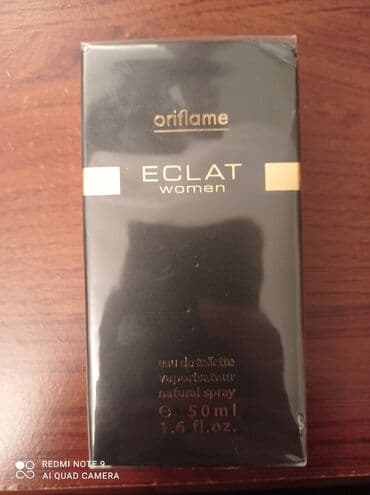 oriflame
ECLAT
women
eau de toilette
vaporisateur
natural spray
℮ 50ml
1.6 fl.oz.
REDMI NOTE 9
AI QUAD CAMERA